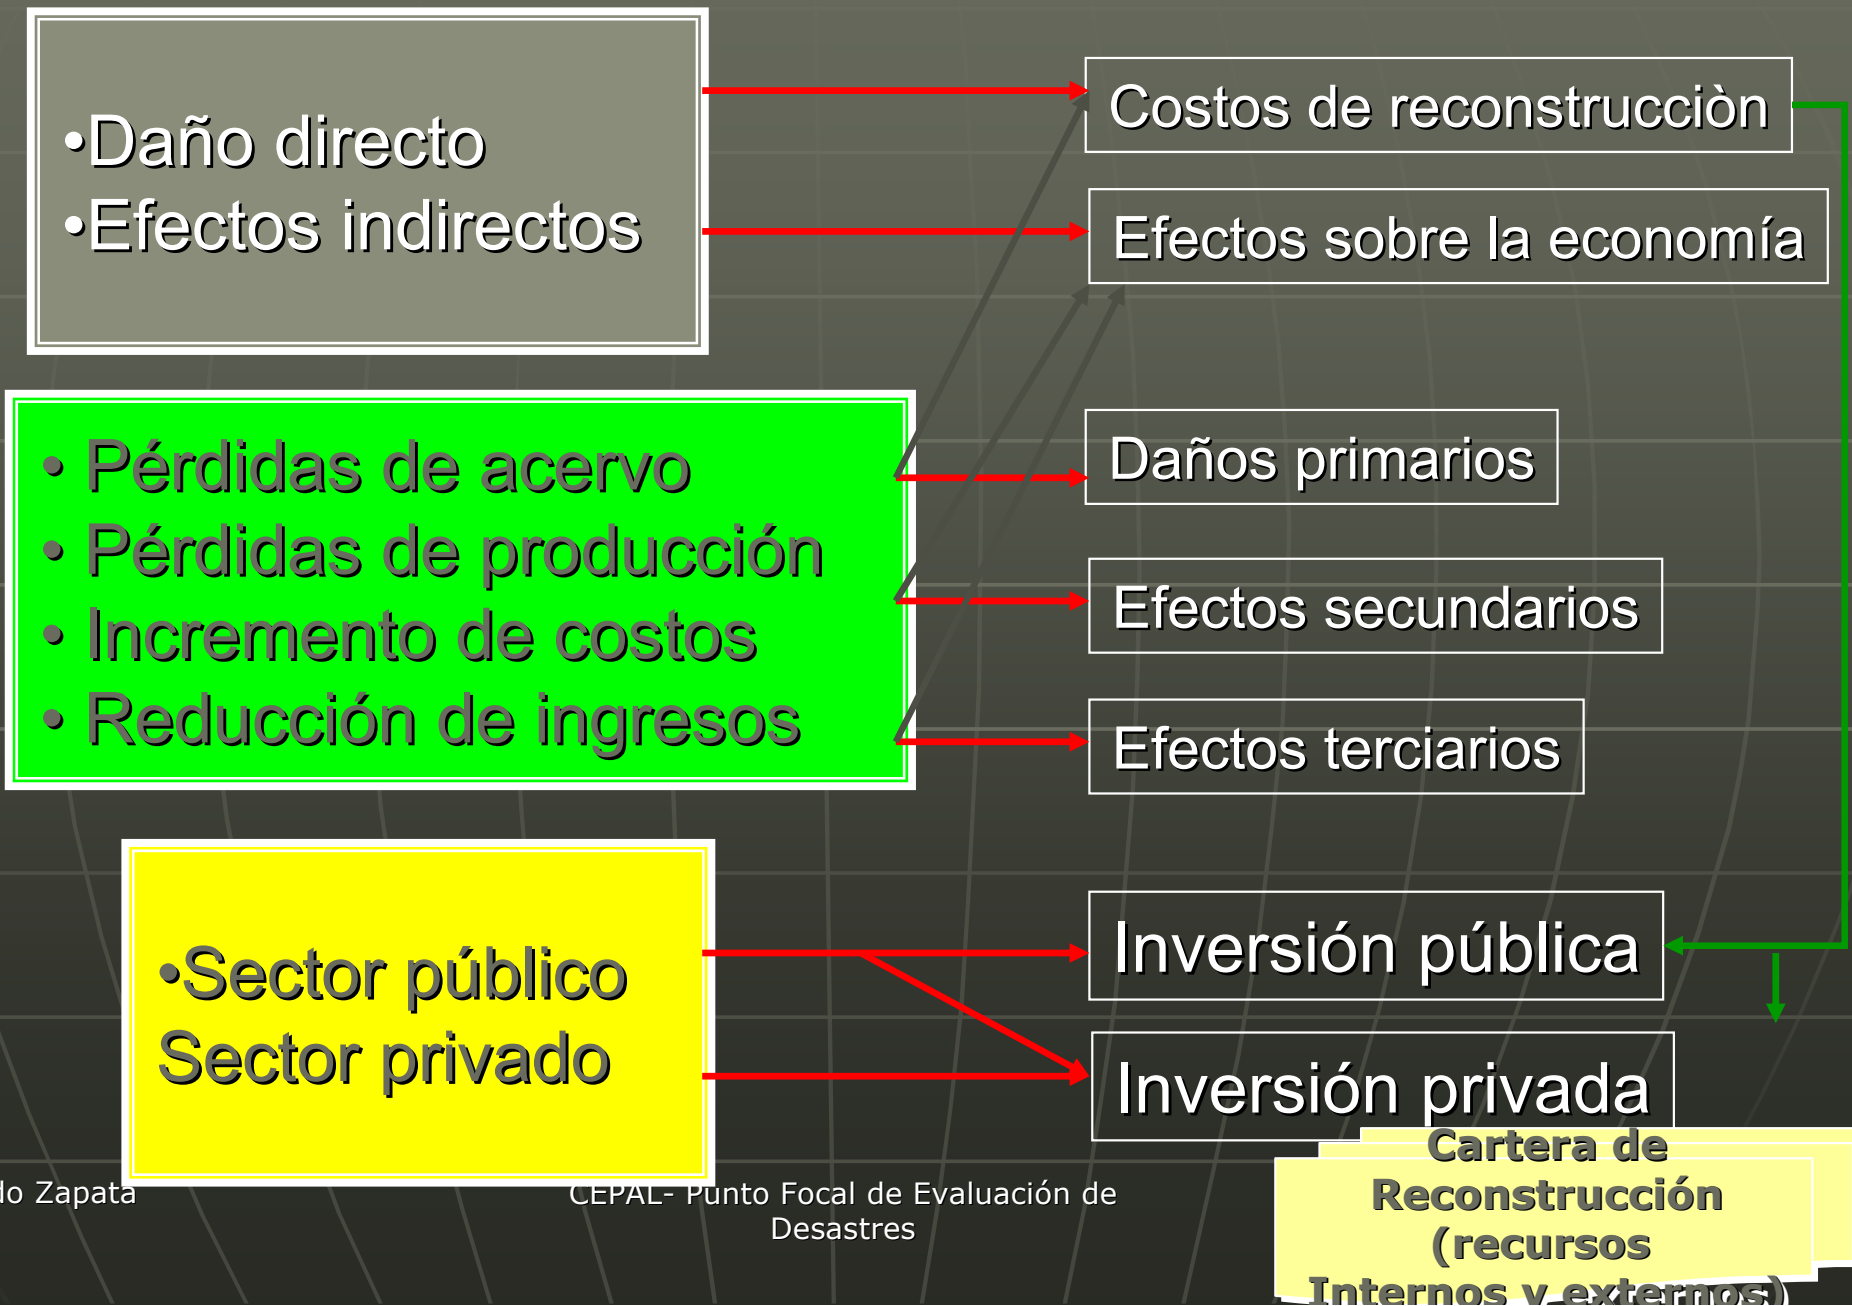 •Daño directo
•Efectos indirectos
Costos de reconstrucciòn
Efectos sobre la economía
• Pérdidas de acervo
• Pérdidas de producción
• Incremento de costos
• Reducción de ingresos
Daños primarios
Efectos secundarios
Efectos terciarios
•Sector público
Sector privado
Inversión pública
Inversión privada
Cartera de
Reconstrucción
(recursos
Internos y externos)
do Zapata
CEPAL- Punto Focal de Evaluación de
Desastres